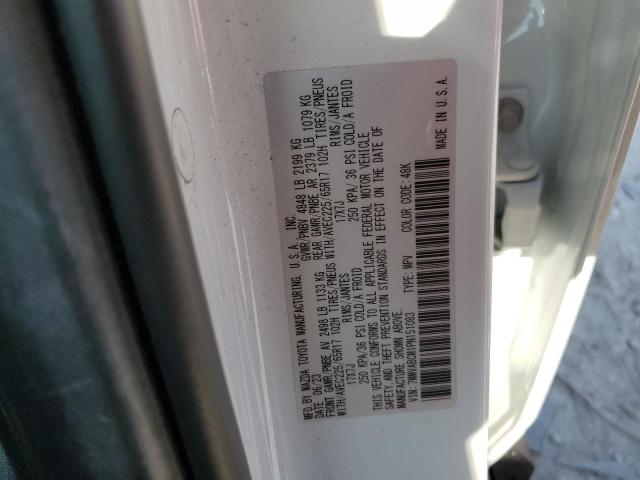 MFD. BY MAZDA TOYOTA MANUFACTURING, U.S.A., INC.
DATE: 06/23 GVWR/PNBV 4848 LB 2199 KG
FRONT GAWR/PNBE AV 2498 LB 1133 KG REAR GAWR/PNBE AR 2379 LB 1079 KG
WITH/AVEC225/65R17 102H TIRES/PNEUS WITH/AVEC225/65R17 102H TIRES/PNEUS
17X7J RIMS/JANTES 17X7J RIMS/JANTES
250 KPA/36 PSI COLD/A FROID 250 KPA/ 36 PSI COLD/A FROID
THIS VEHICLE CONFORMS TO ALL APPLICABLE FEDERAL MOTOR VEHICLE
SAFETY, AND THEFT PREVENTION STANDARDS IN EFFECT ON THE DATE OF
MANUFACTURE SHOWN ABOVE.
VIN: 7MMVABCM1PN151083 TYPE: MPV COLOR CODE: 48K
MADE IN U.S.A.